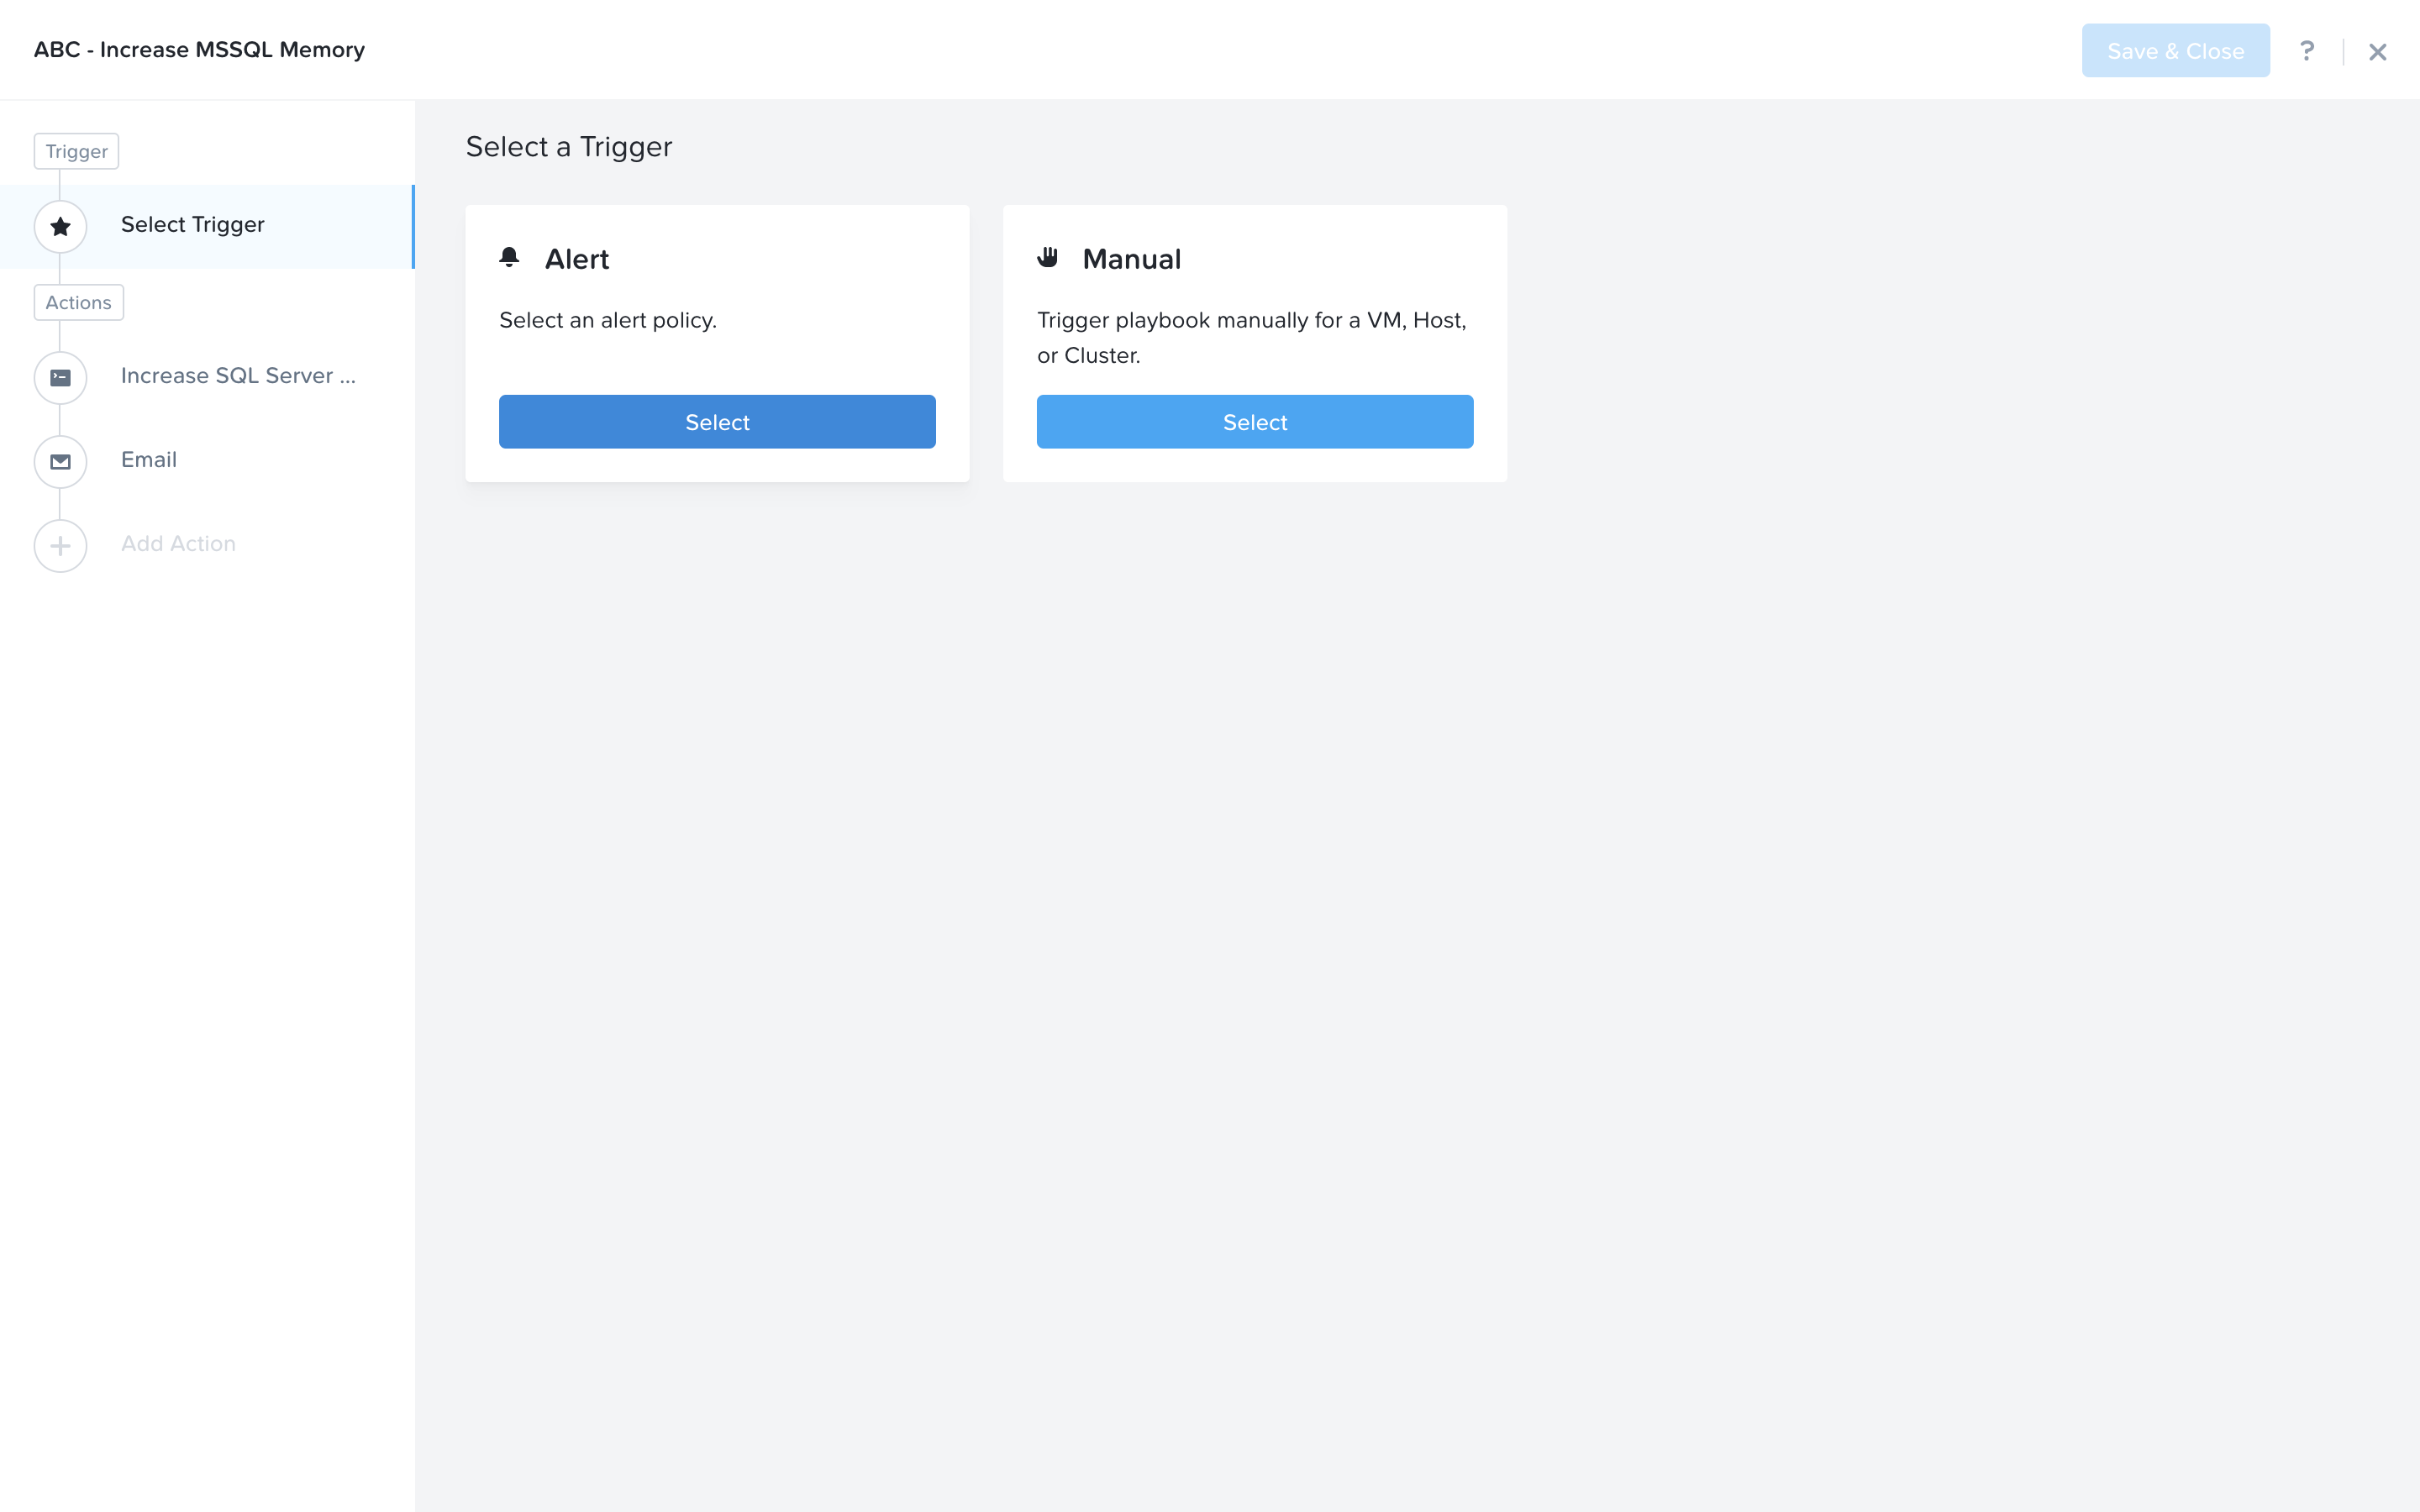 ABC - Increase MSSQL Memory
Save & Close
?
Trigger
Select Trigger
Actions
Increase SQL Server ...
Email
Add Action
Select a Trigger
Alert
Select an alert policy.
Select
Manual
Trigger playbook manually for a VM, Host,
or Cluster.
Select